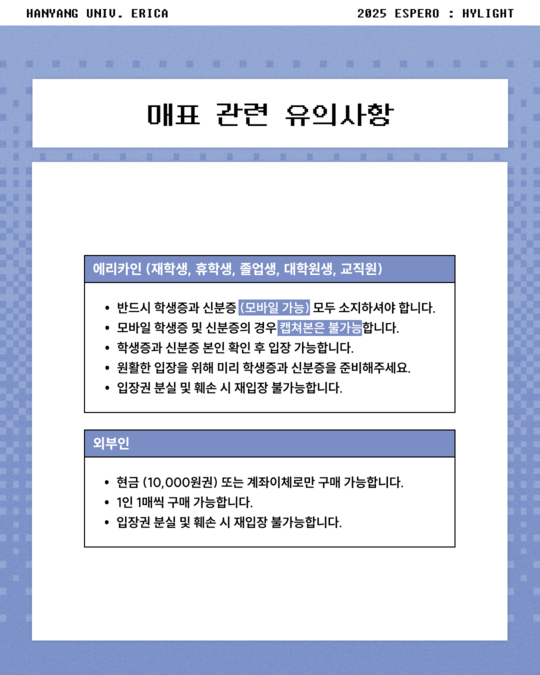 HANYANG UNIV. ERICA
2025 ESPERO : HYLIGHT
매표 관련 유의사항
에리카인 (재학생, 휴학생, 졸업생, 대학원생, 교직원)
• 반드시 학생증과 신분증 (모바일 가능) 모두 소지하셔야 합니다.
• 모바일 학생증 및 신분증의 경우 캡쳐본은 불가능합니다.
• 학생증과 신분증 본인 확인 후 입장 가능합니다.
• 원활한 입장을 위해 미리 학생증과 신분증을 준비해주세요.
• 입장권 분실 및 훼손 시 재입장 불가능합니다.
외부인
• 현금 (10,000원권) 또는 계좌이체로만 구매 가능합니다.
• 1인 1매씩 구매 가능합니다.
• 입장권 분실 및 훼손 시 재입장 불가능합니다.